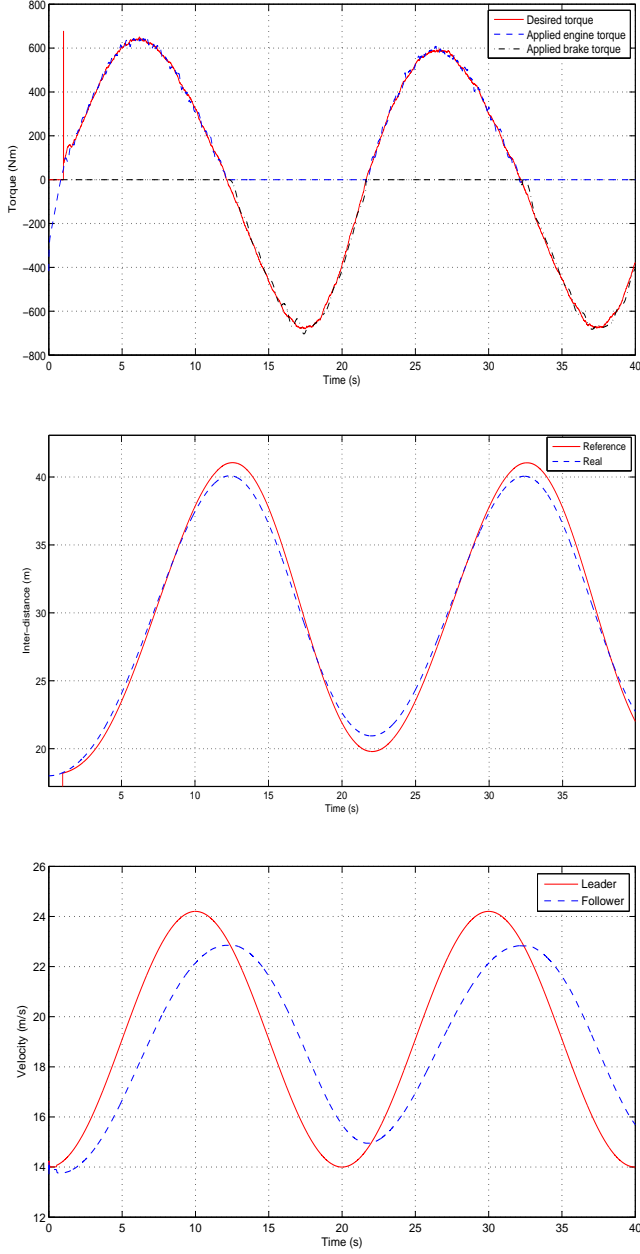 800
600
400
200
0
−200
−400
−600
−800
Torque (Nm)
Desired torque
Applied engine torque
Applied brake torque
0 5 10 15 20 25 30 35 40
Time (s)
40
35
30
25
20
Inter−distance (m)
Reference
Real
5 10 15 20 25 30 35
Time (s)
26
24
22
20
18
16
14
12
Velocity (m/s)
Leader
Follower
0 5 10 15 20 25 30 35 40
Time (s)